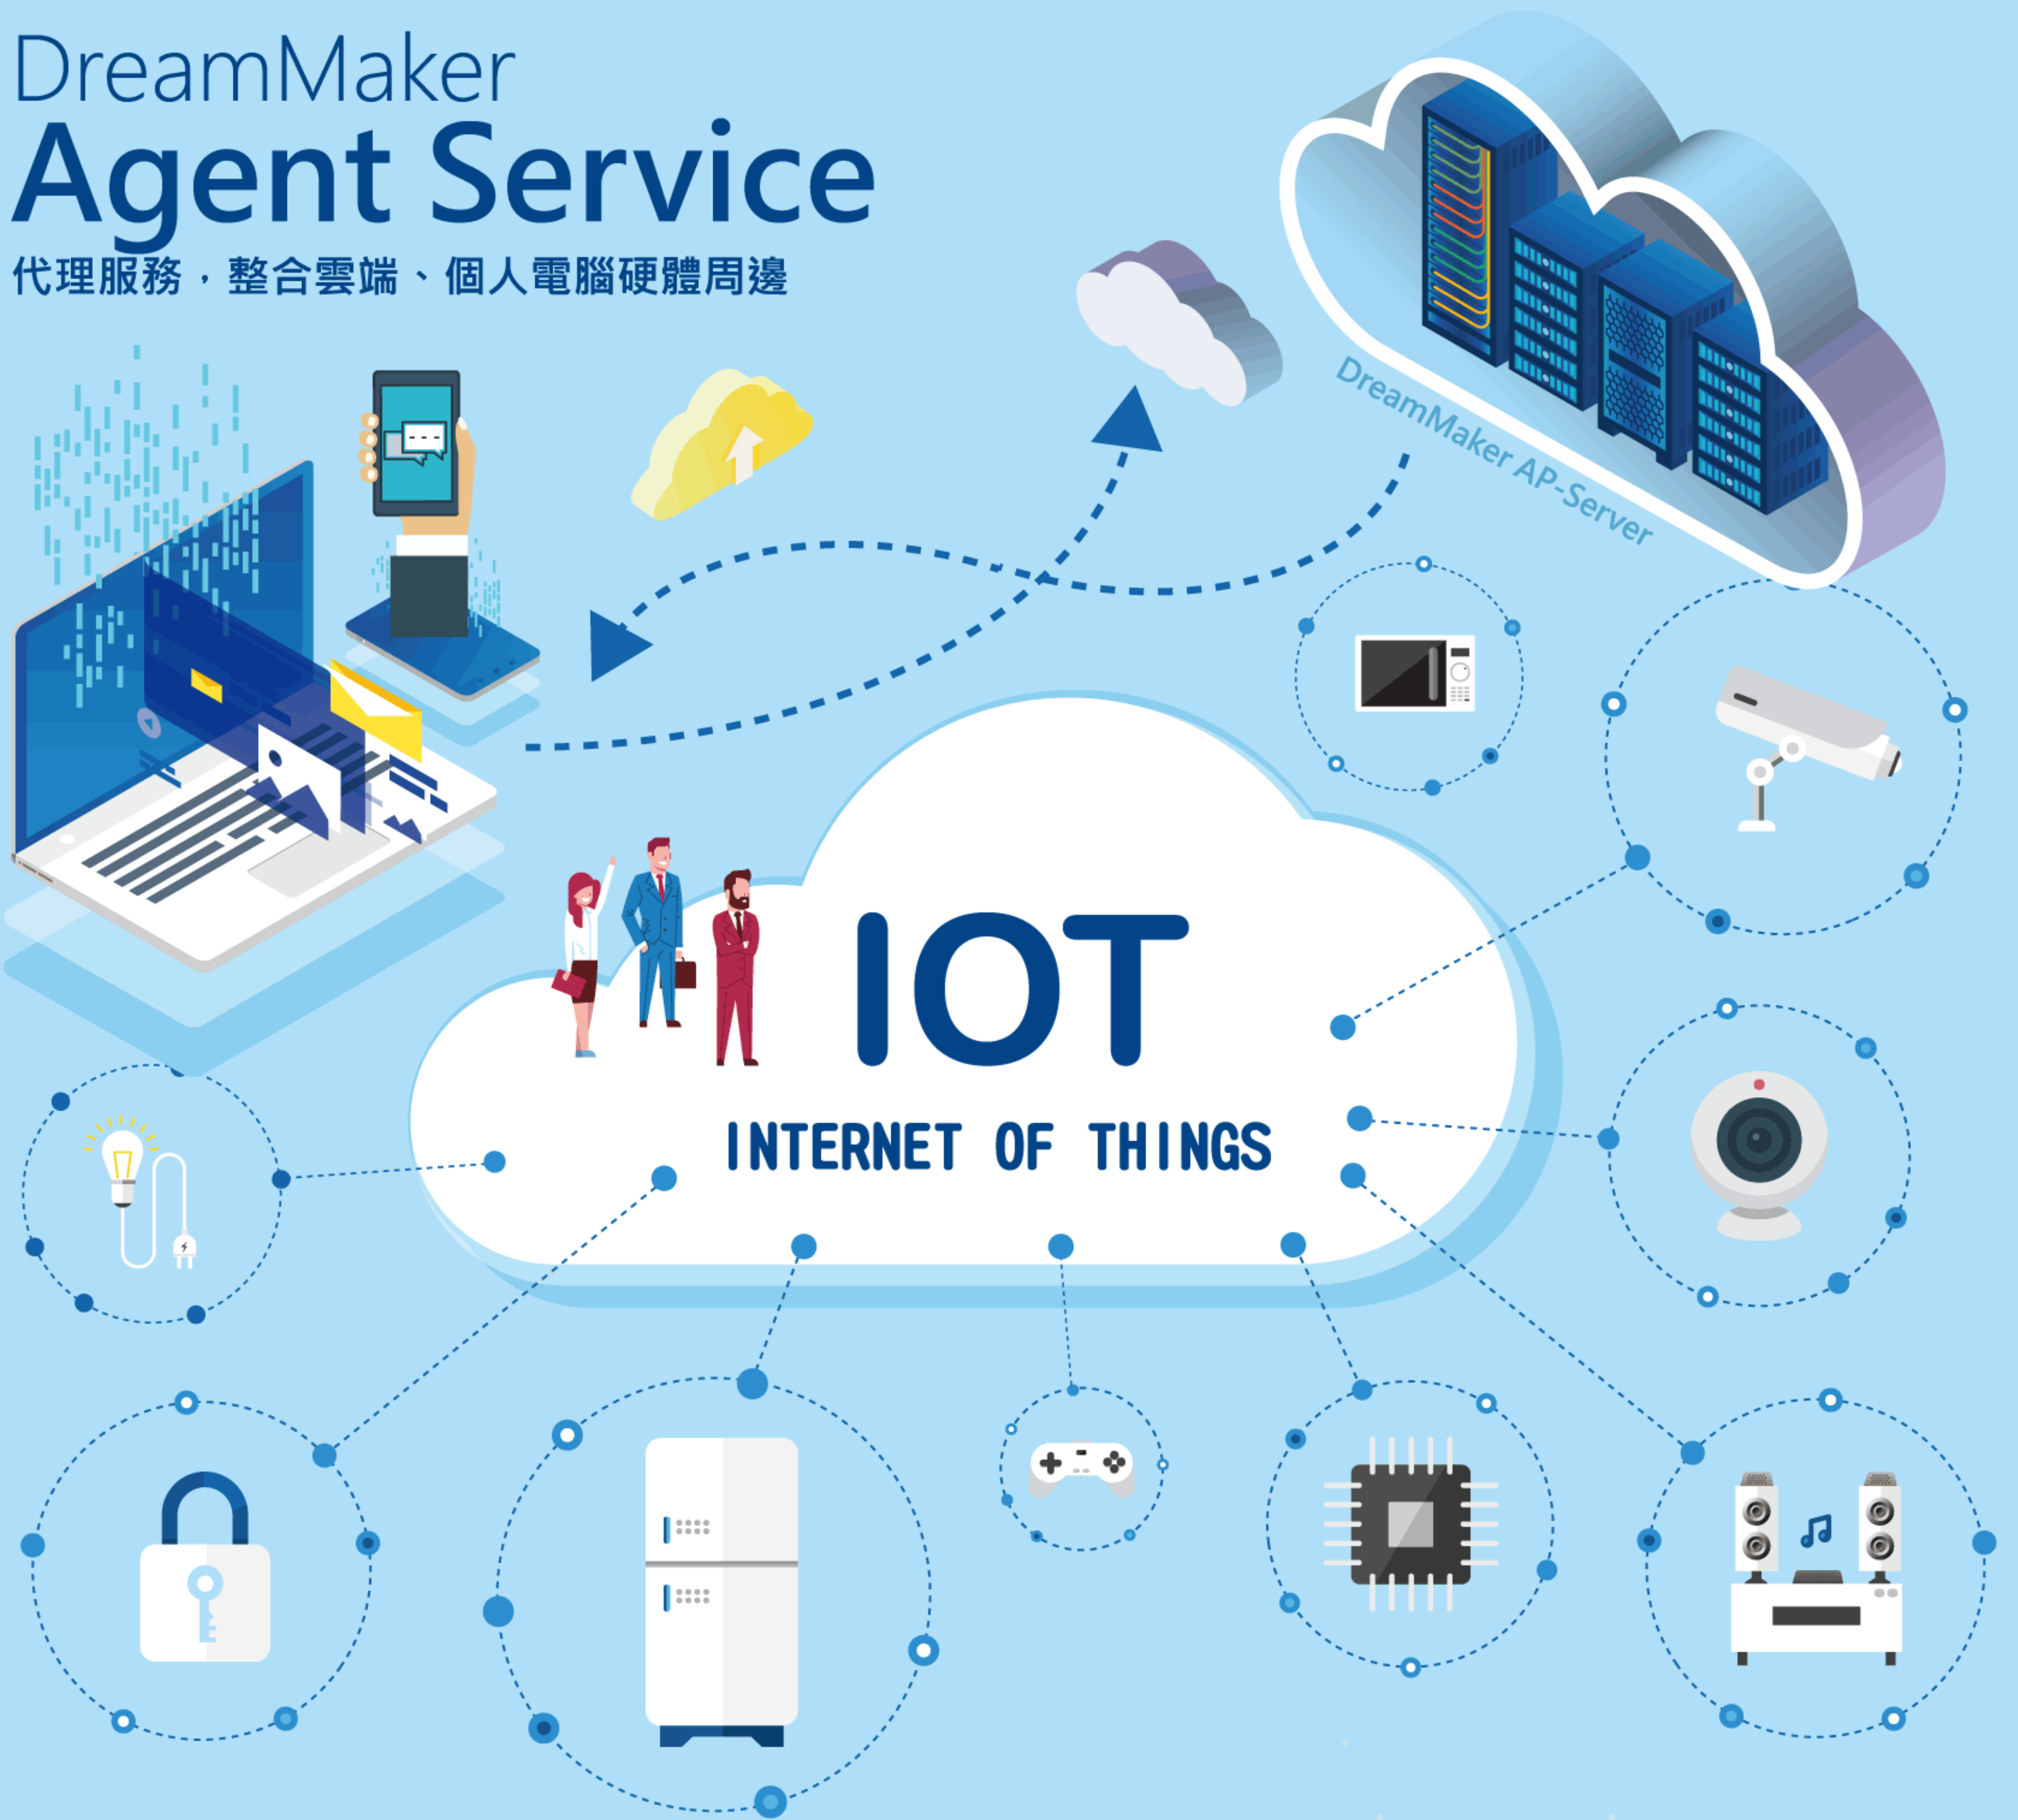 DreamMaker
Agent Service
代理服務，整合雲端、個人電腦硬體周邊
DreamMaker AP-Server
IOT
INTERNET OF THINGS